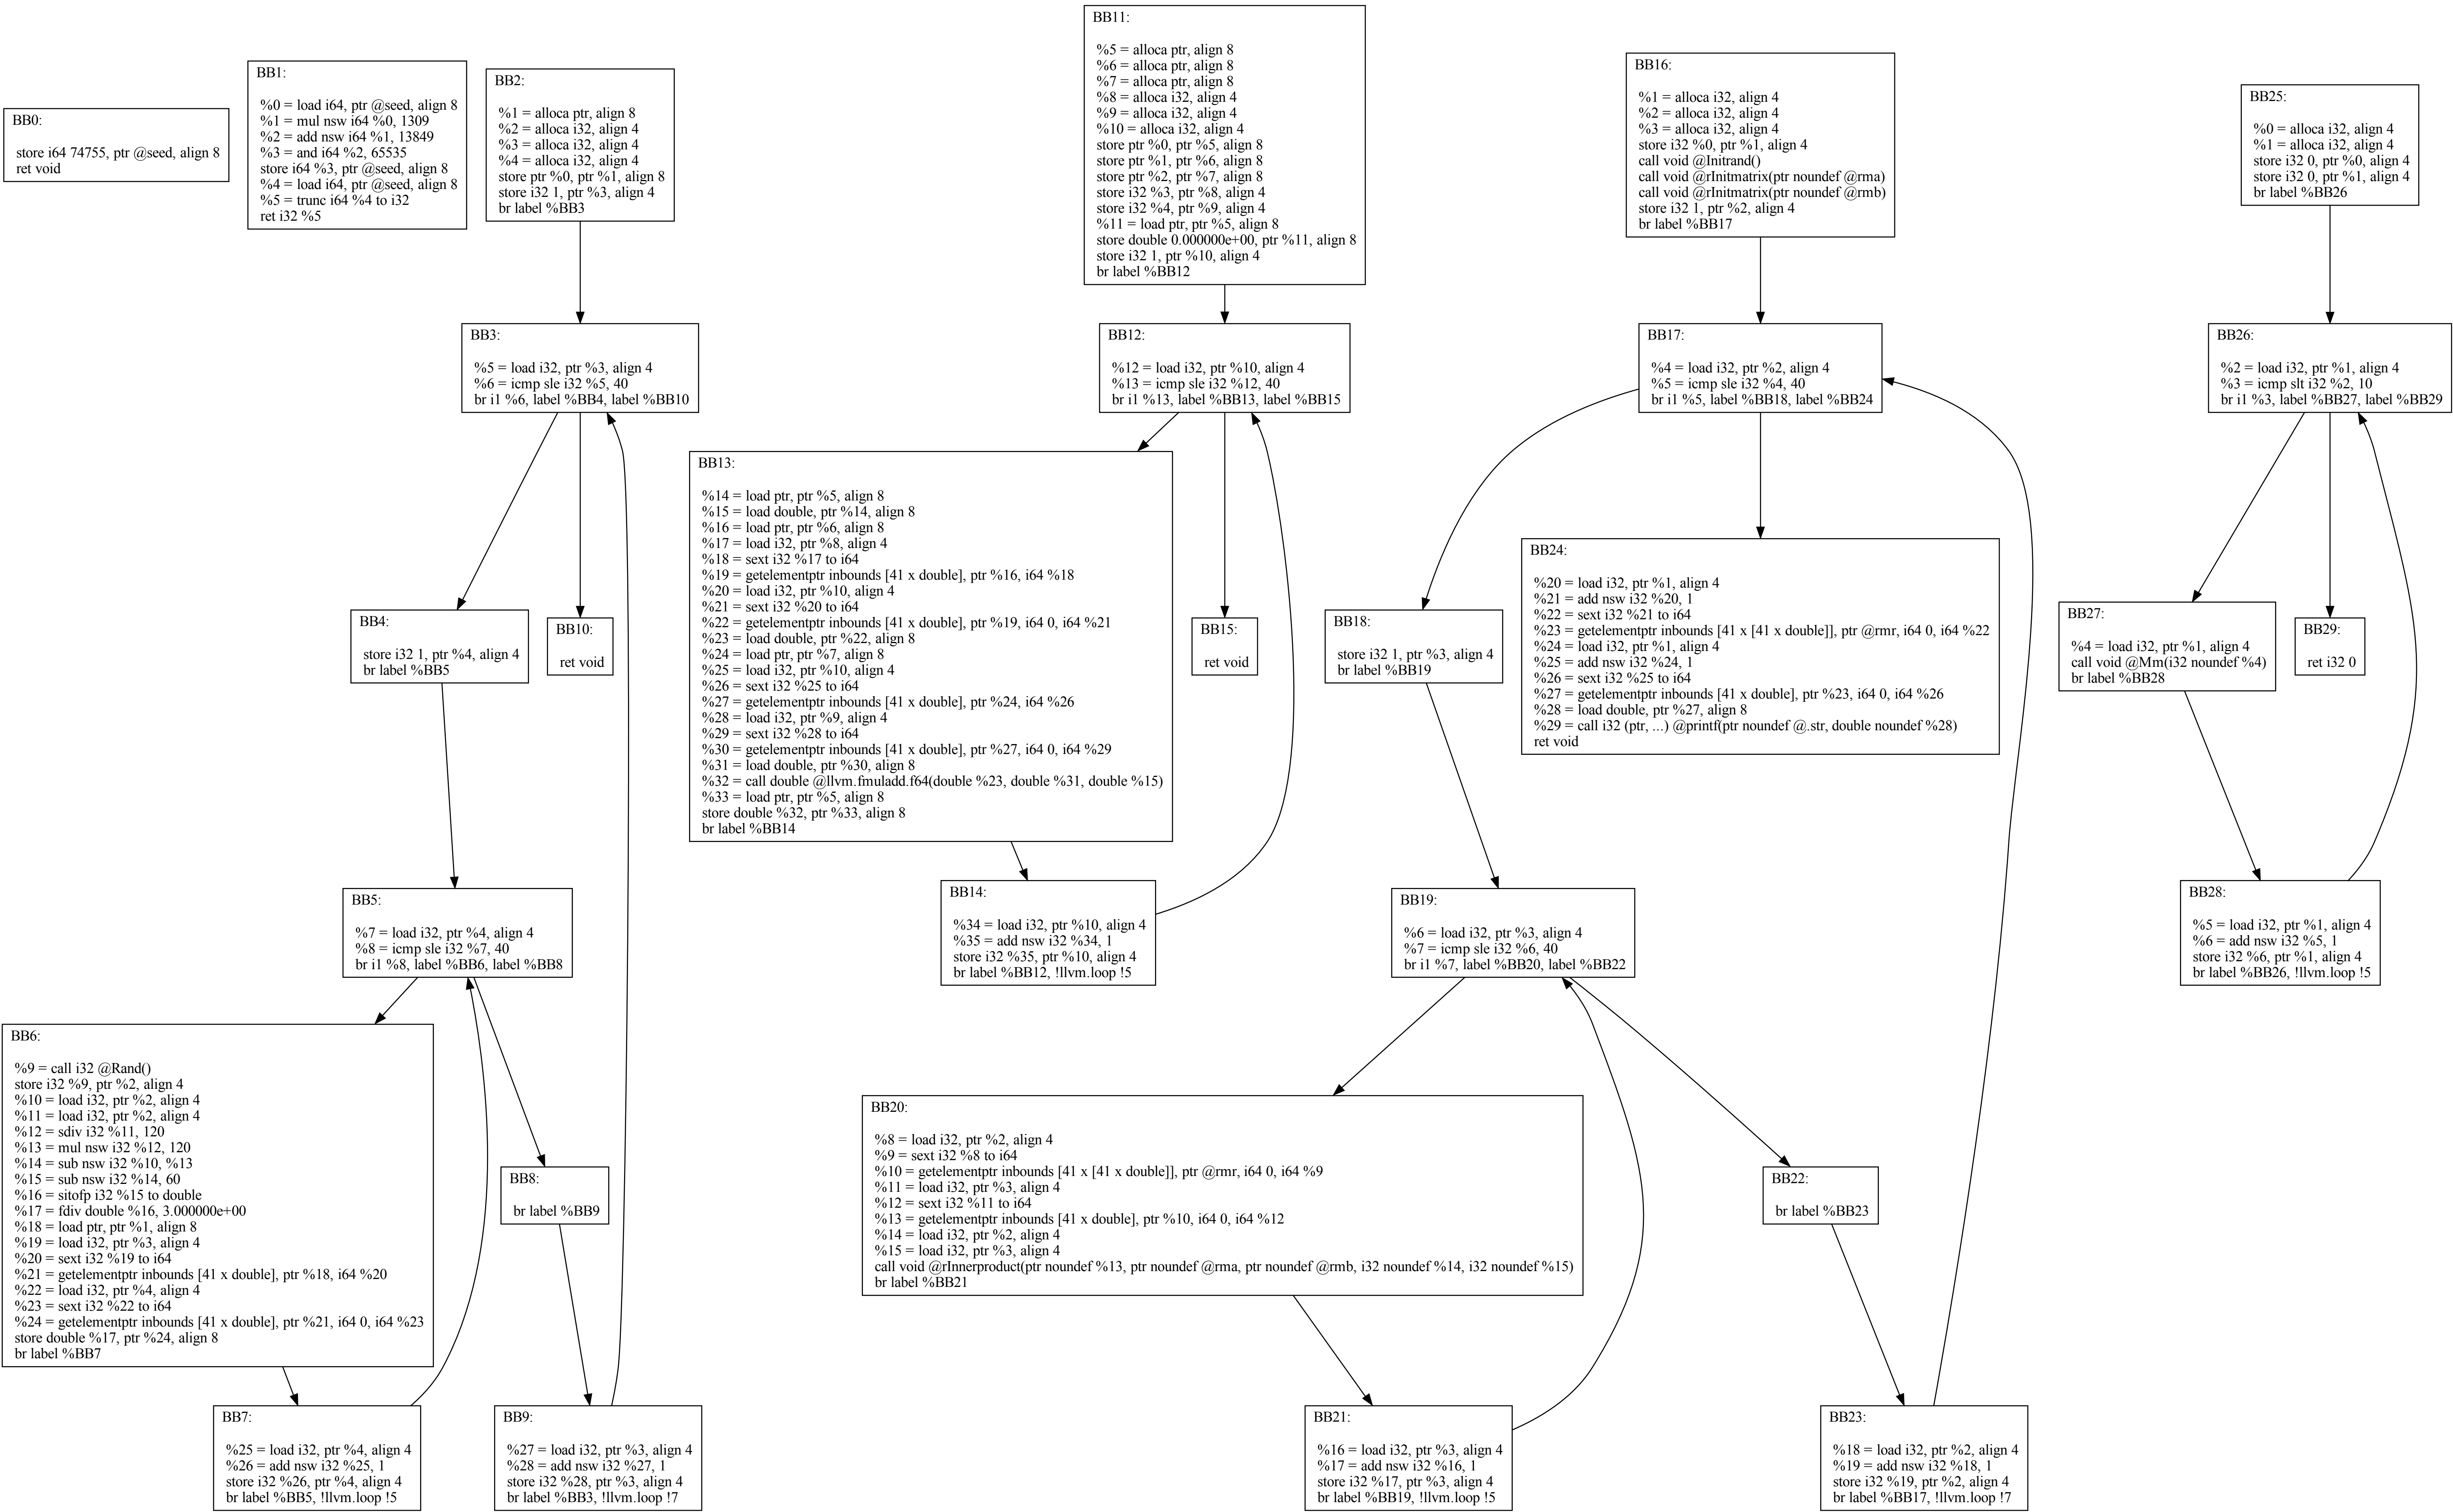 BB0:
store i64 74755, ptr @seed, align 8
ret void
BB1:
%0 = load i64, ptr @seed, align 8
%1 = mul nsw i64 %0, 1309
%2 = add nsw i64 %1, 13849
%3 = and i64 %2, 65535
store i64 %3, ptr @seed, align 8
%4 = load i64, ptr @seed, align 8
%5 = trunc i64 %4 to i32
ret i32 %5
BB2:
%1 = alloca ptr, align 8
%2 = alloca i32, align 4
%3 = alloca i32, align 4
%4 = alloca i32, align 4
store ptr %0, ptr %1, align 8
store i32 1, ptr %3, align 4
br label %BB3
BB3:
%5 = load i32, ptr %3, align 4
%6 = icmp sle i32 %5, 40
br i1 %6, label %BB4, label %BB10
BB4:
store i32 1, ptr %4, align 4
br label %BB5
BB10:
ret void
BB5:
%7 = load i32, ptr %4, align 4
%8 = icmp sle i32 %7, 40
br i1 %8, label %BB6, label %BB8
BB6:
%9 = call i32 @Rand()
store i32 %9, ptr %2, align 4
%10 = load i32, ptr %2, align 4
%11 = load i32, ptr %2, align 4
%12 = sdiv i32 %11, 120
%13 = mul nsw i32 %12, 120
%14 = sub nsw i32 %10, %13
%15 = sub nsw i32 %14, 60
%16 = sitofp i32 %15 to double
%17 = fdiv double %16, 3.000000e+00
%18 = load ptr, ptr %1, align 8
%19 = load i32, ptr %3, align 4
%20 = sext i32 %19 to i64
%21 = getelementptr inbounds [41 x double], ptr %18, i64 %20
%22 = load i32, ptr %4, align 4
%23 = sext i32 %22 to i64
%24 = getelementptr inbounds [41 x double], ptr %21, i64 0, i64 %23
store double %17, ptr %24, align 8
br label %BB7
BB8:
br label %BB9
BB7:
%25 = load i32, ptr %4, align 4
%26 = add nsw i32 %25, 1
store i32 %26, ptr %4, align 4
br label %BB5, !llvm.loop !5
BB9:
%27 = load i32, ptr %3, align 4
%28 = add nsw i32 %27, 1
store i32 %28, ptr %3, align 4
br label %BB3, !llvm.loop !7
BB11:
%5 = alloca ptr, align 8
%6 = alloca ptr, align 8
%7 = alloca ptr, align 8
%8 = alloca i32, align 4
%9 = alloca i32, align 4
%10 = alloca i32, align 4
store ptr %0, ptr %5, align 8
store ptr %1, ptr %6, align 8
store ptr %2, ptr %7, align 8
store i32 %3, ptr %8, align 4
store i32 %4, ptr %9, align 4
%11 = load ptr, ptr %5, align 8
store double 0.000000e+00, ptr %11, align 8
store i32 1, ptr %10, align 4
br label %BB12
BB12:
%12 = load i32, ptr %10, align 4
%13 = icmp sle i32 %12, 40
br i1 %13, label %BB13, label %BB15
BB13:
%14 = load ptr, ptr %5, align 8
%15 = load double, ptr %14, align 8
%16 = load ptr, ptr %6, align 8
%17 = load i32, ptr %8, align 4
%18 = sext i32 %17 to i64
%19 = getelementptr inbounds [41 x double], ptr %16, i64 %18
%20 = load i32, ptr %10, align 4
%21 = sext i32 %20 to i64
%22 = getelementptr inbounds [41 x double], ptr %19, i64 0, i64 %21
%23 = load double, ptr %22, align 8
%24 = load ptr, ptr %7, align 8
%25 = load i32, ptr %10, align 4
%26 = sext i32 %25 to i64
%27 = getelementptr inbounds [41 x double], ptr %24, i64 %26
%28 = load i32, ptr %9, align 4
%29 = sext i32 %28 to i64
%30 = getelementptr inbounds [41 x double], ptr %27, i64 0, i64 %29
%31 = load double, ptr %30, align 8
%32 = call double @llvm.fmuladd.f64(double %23, double %31, double %15)
%33 = load ptr, ptr %5, align 8
store double %32, ptr %33, align 8
br label %BB14
BB15:
ret void
BB14:
%34 = load i32, ptr %10, align 4
%35 = add nsw i32 %34, 1
store i32 %35, ptr %10, align 4
br label %BB12, !llvm.loop !5
BB16:
%1 = alloca i32, align 4
%2 = alloca i32, align 4
%3 = alloca i32, align 4
store i32 %0, ptr %1, align 4
call void @Initrand()
call void @rInitmatrix(ptr noundef @rma)
call void @rInitmatrix(ptr noundef @rmb)
store i32 1, ptr %2, align 4
br label %BB17
BB17:
%4 = load i32, ptr %2, align 4
%5 = icmp sle i32 %4, 40
br i1 %5, label %BB18, label %BB24
BB18:
store i32 1, ptr %3, align 4
br label %BB19
BB24:
%20 = load i32, ptr %1, align 4
%21 = add nsw i32 %20, 1
%22 = sext i32 %21 to i64
%23 = getelementptr inbounds [41 x [41 x double]], ptr @rmr, i64 0, i64 %22
%24 = load i32, ptr %1, align 4
%25 = add nsw i32 %24, 1
%26 = sext i32 %25 to i64
%27 = getelementptr inbounds [41 x double], ptr %23, i64 0, i64 %26
%28 = load double, ptr %27, align 8
%29 = call i32 (ptr, ...) @printf(ptr noundef @.str, double noundef %28)
ret void
BB19:
%6 = load i32, ptr %3, align 4
%7 = icmp sle i32 %6, 40
br i1 %7, label %BB20, label %BB22
BB20:
%8 = load i32, ptr %2, align 4
%9 = sext i32 %8 to i64
%10 = getelementptr inbounds [41 x [41 x double]], ptr @rmr, i64 0, i64 %9
%11 = load i32, ptr %3, align 4
%12 = sext i32 %11 to i64
%13 = getelementptr inbounds [41 x double], ptr %10, i64 0, i64 %12
%14 = load i32, ptr %2, align 4
%15 = load i32, ptr %3, align 4
call void @rInnerproduct(ptr noundef %13, ptr noundef @rma, ptr noundef @rmb, i32 noundef %14, i32 noundef %15)
br label %BB21
BB22:
br label %BB23
BB21:
%16 = load i32, ptr %3, align 4
%17 = add nsw i32 %16, 1
store i32 %17, ptr %3, align 4
br label %BB19, !llvm.loop !5
BB23:
%18 = load i32, ptr %2, align 4
%19 = add nsw i32 %18, 1
store i32 %19, ptr %2, align 4
br label %BB17, !llvm.loop !7
BB25:
%0 = alloca i32, align 4
%1 = alloca i32, align 4
store i32 0, ptr %0, align 4
store i32 0, ptr %1, align 4
br label %BB26
BB26:
%2 = load i32, ptr %1, align 4
%3 = icmp slt i32 %2, 10
br i1 %3, label %BB27, label %BB29
BB27:
%4 = load i32, ptr %1, align 4
call void @Mm(i32 noundef %4)
br label %BB28
BB29:
ret i32 0
BB28:
%5 = load i32, ptr %1, align 4
%6 = add nsw i32 %5, 1
store i32 %6, ptr %1, align 4
br label %BB26, !llvm.loop !5